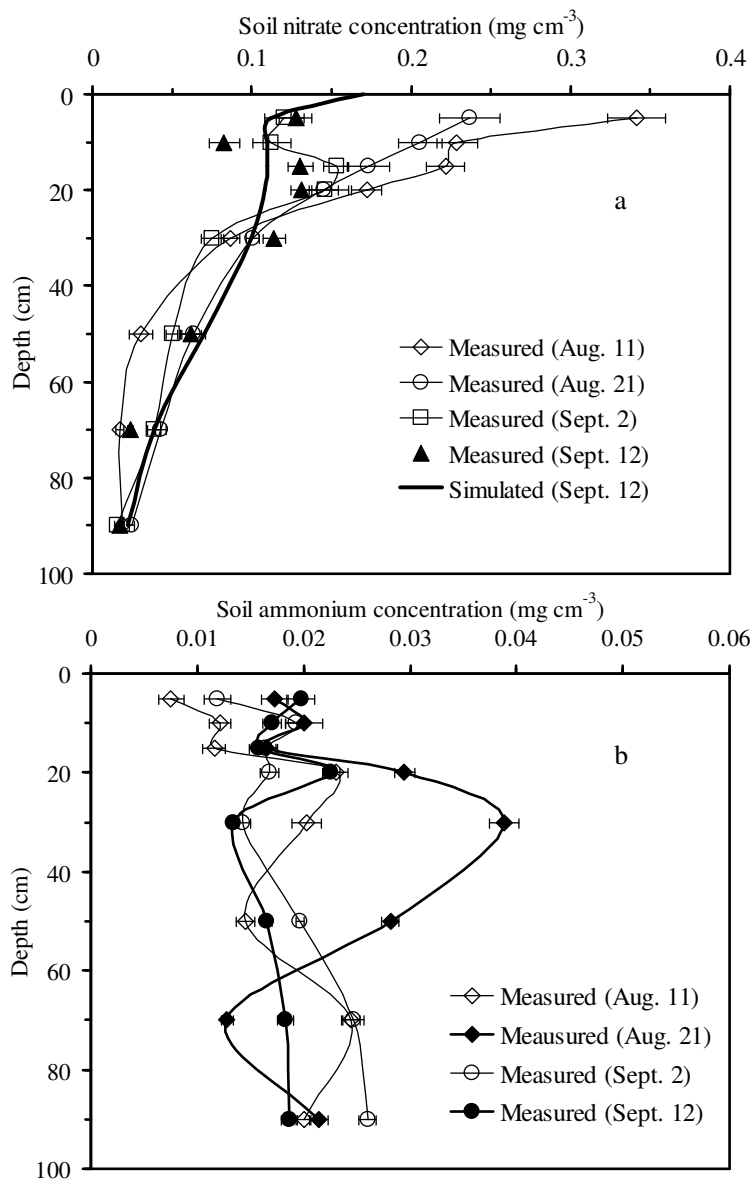 Soil nitrate concentration (mg cm-3)
0 0.1 0.2 0.3 0.4
0
20
40
60
80
100
Depth (cm)
a
Measured (Aug. 11)
Measured (Aug. 21)
Measured (Sept. 2)
Measured (Sept. 12)
Simulated (Sept. 12)
Soil ammonium concentration (mg cm-3)
0 0.01 0.02 0.03 0.04 0.05 0.06
0
20
40
60
80
100
Depth (cm)
b
Measured (Aug. 11)
Meausured (Aug. 21)
Measured (Sept. 2)
Measured (Sept. 12)